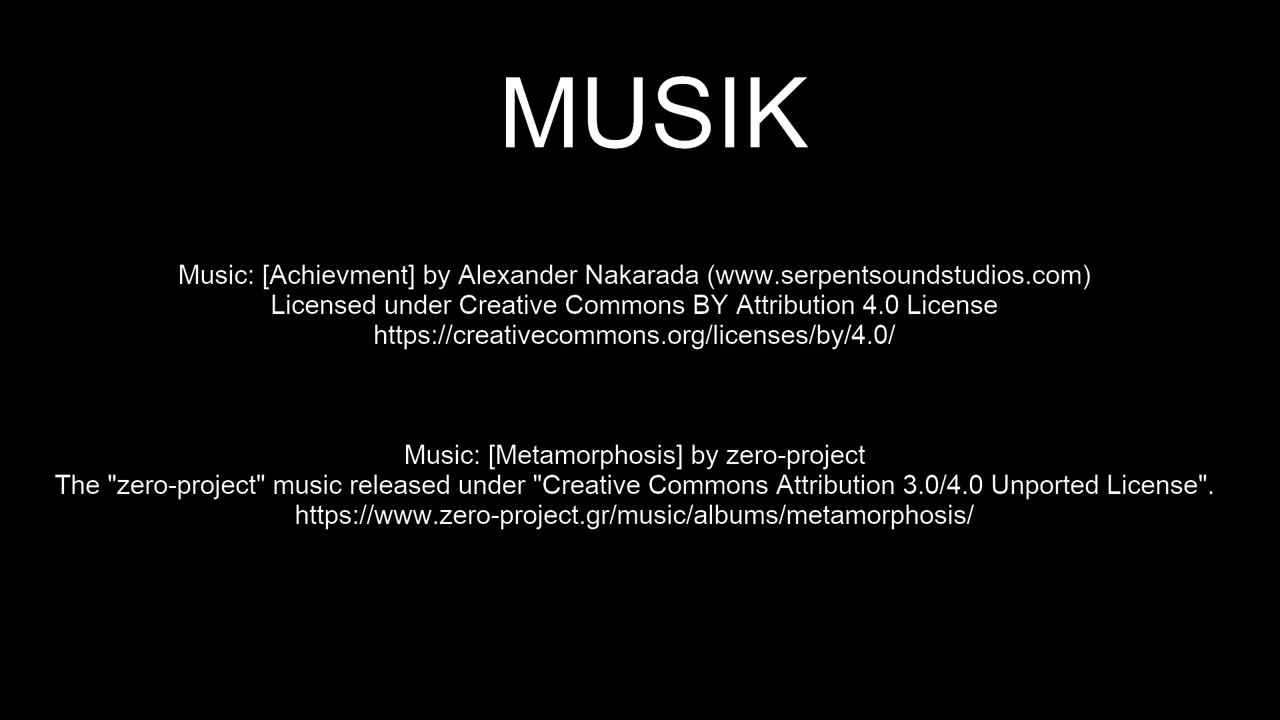 MUSIK
Music: [Achievment] by Alexander Nakarada (www.serpentsoundstudios.com)
Licensed under Creative Commons BY Attribution 4.0 License
https://creativecommons.org/licenses/by/4.0/
Music: [Metamorphosis] by zero-project
The "zero-project" music released under "Creative Commons Attribution 3.0/4.0 Unported License".
https://www.zero-project.gr/music/albums/metamorphosis/